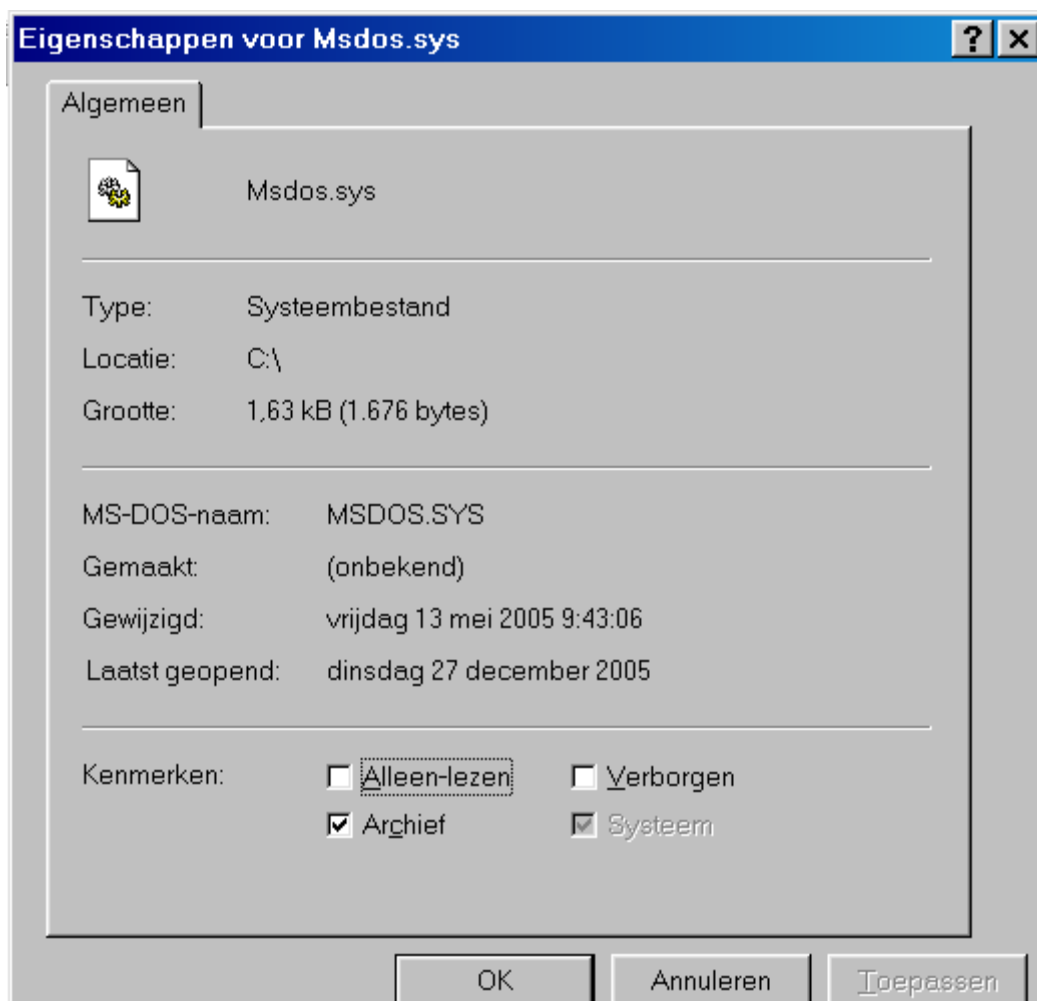 Eigenschappen voor Msdos.sys
Algemeen
Msdos.sys
Type: Systeembestand
Locatie: C:\
Grootte: 1,63 kB (1.676 bytes)
MS-DOS-naam: MSDOS.SYS
Gemaakt: (onbekend)
Gewijzigd: vrijdag 13 mei 2005 9:43:06
Laatst geopend: dinsdag 27 december 2005
Kenmerken: Alleen-lezen Verborgen
Archief Systeem
OK Annuleren Toepassen